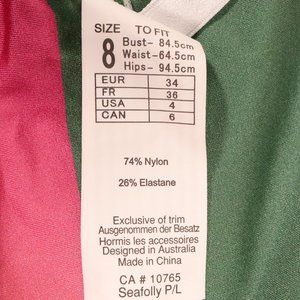 SIZE TO FIT
8 Bust- 84.5cm
Waist-64.5cm
Hips- 94.5cm
EUR 34
FR 36
USA 4
CAN 6
74% Nylon
26% Elastane
Exclusive of trim
Ausgenommen der Besatz
Hormis les accessoires
Designed in Australia
Made in China
CA # 10765
Seafolly P/L